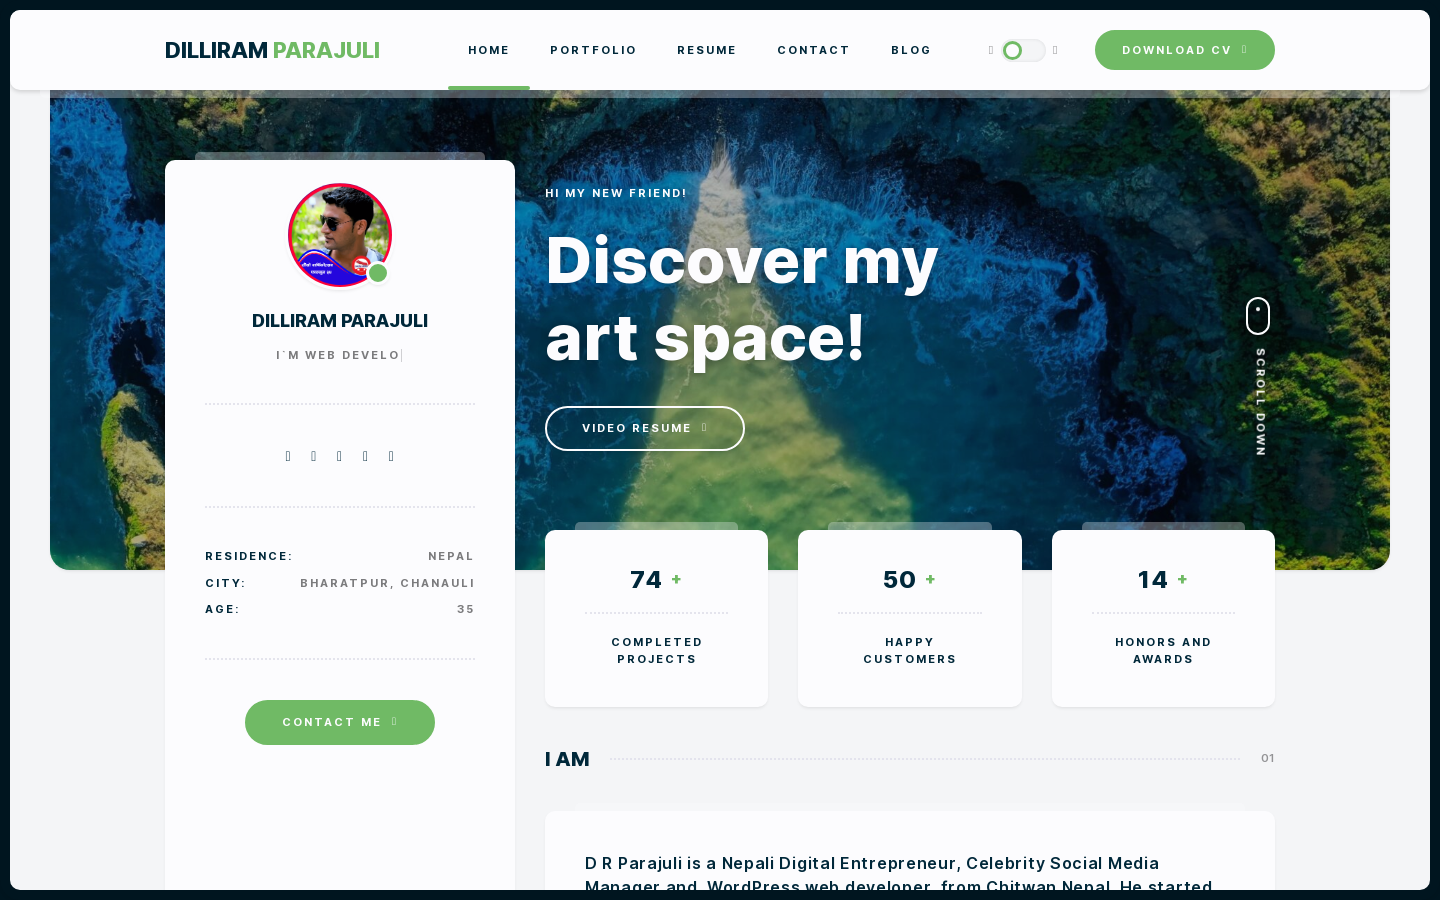 DILLIRAM PARAJULI
HOME
PORTFOLIO
RESUME
CONTACT
BLOG
DOWNLOAD CV
DILLIRAM PARAJULI
I`M WEB DEVELO
RESIDENCE: NEPAL
CITY: BHARATPUR, CHANAULI
AGE: 35
CONTACT ME
HI MY NEW FRIEND!
Discover my
art space!
VIDEO RESUME
SCROLL DOWN
74 +
COMPLETED
PROJECTS
50 +
HAPPY
CUSTOMERS
14 +
HONORS AND
AWARDS
I AM
01
D R Parajuli is a Nepali Digital Entrepreneur, Celebrity Social Media
Manager and WordPress web developer from Chitwan Nepal. He started